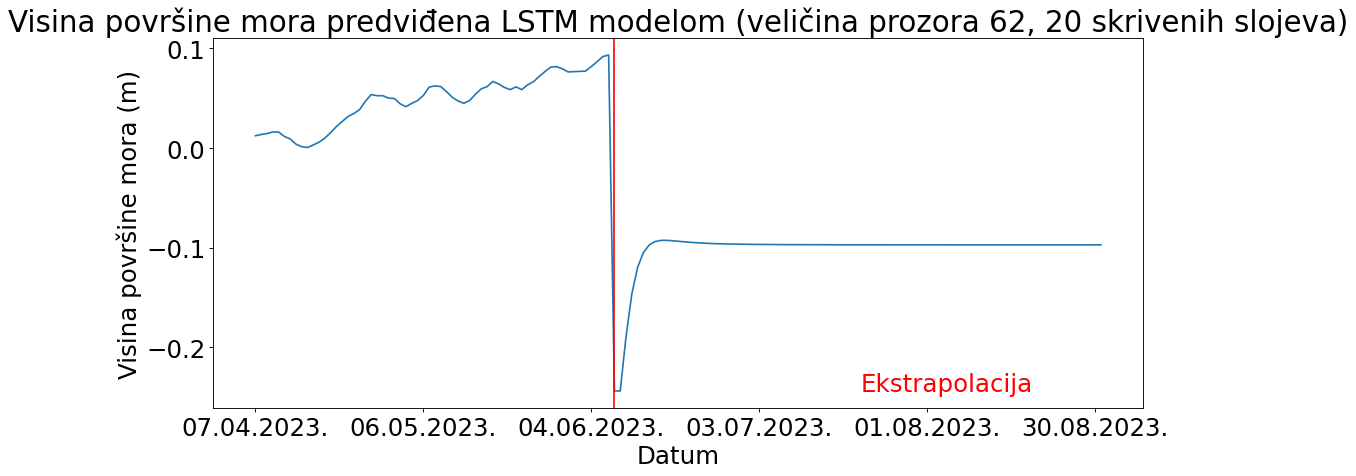 Visina površine mora predviđena LSTM modelom (veličina prozora 62, 20 skrivenih slojeva)
Visina površine mora (m)
0.1
0.0
−0.1
−0.2
Ekstrapolacija
07.04.2023. 06.05.2023. 04.06.2023. 03.07.2023. 01.08.2023. 30.08.2023.
Datum